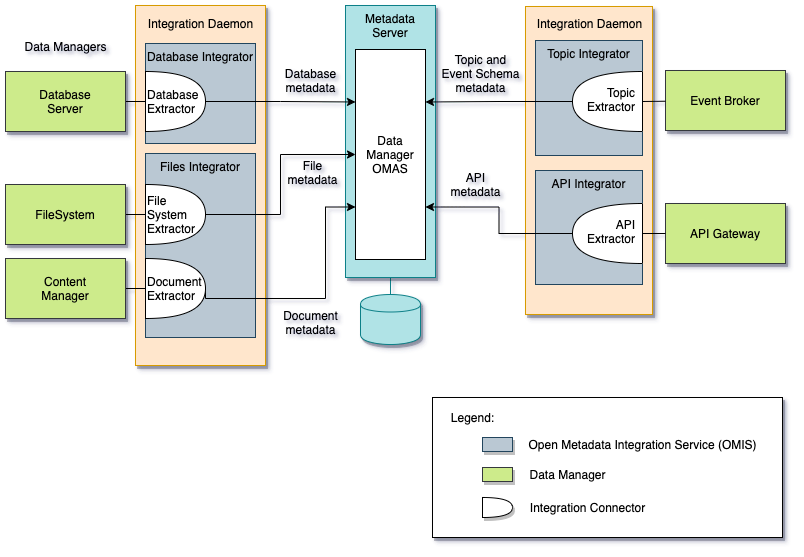 Data Managers
Database
Server
FileSystem
Content
Manager
Integration Daemon
Database Integrator
Database
Extractor
Files Integrator
File
System
Extractor
Document
Extractor
Database
metadata
File
metadata
Document
metadata
Metadata
Server
Data
Manager
OMAS
Topic and
Event Schema
metadata
API
metadata
Integration Daemon
Topic Integrator
Topic
Extractor
API Integrator
API
Extractor
Event Broker
API Gateway
Legend:
Open Metadata Integration Service (OMIS)
Data Manager
Integration Connector